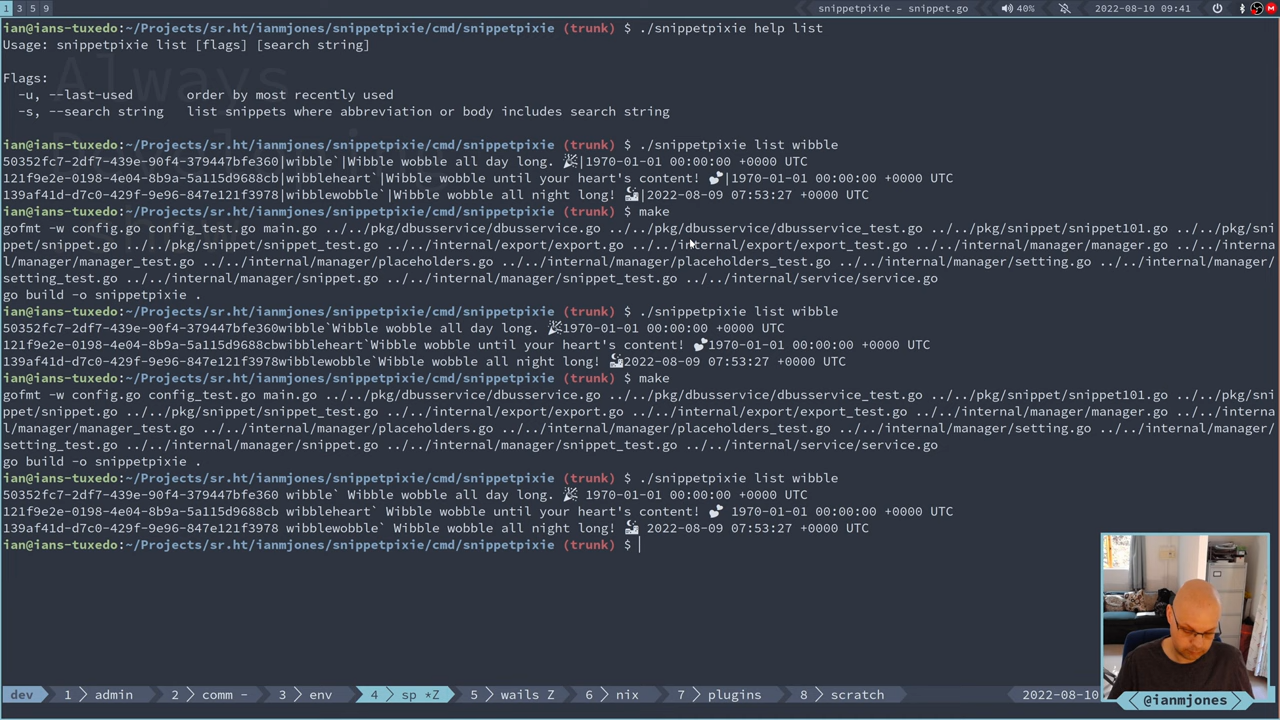 1 3 5 9
snippetpixie – snippet.go
40%
2022-08-10 09:41
ian@ians-tuxedo:~/Projects/sr.ht/ianmjones/snippetpixie/cmd/snippetpixie (trunk) $ ./snippetpixie help list
Usage: snippetpixie list [flags] [search string]
Always
Flags:
-u, --last-used order by most recently used
-s, --search string list snippets where abbreviation or body includes search string
ian@ians-tuxedo:~/Projects/sr.ht/ianmjones/snippetpixie/cmd/snippetpixie (trunk) $ ./snippetpixie list wibble
50352fc7-2df7-439e-90f4-379447bfe360|wibble`|Wibble wobble all day long. 🎉|1970-01-01 00:00:00 +0000 UTC
121f9e2e-0198-4e04-8b9a-5a115d9688cb|wibbleheart`|Wibble wobble until your heart's content! 💕|1970-01-01 00:00:00 +0000 UTC
139af41d-d7c0-429f-9e96-847e121f3978|wibblewobble`|Wibble wobble all night long! 🌃|2022-08-09 07:53:27 +0000 UTC
ian@ians-tuxedo:~/Projects/sr.ht/ianmjones/snippetpixie/cmd/snippetpixie (trunk) $ make
gofmt -w config.go config_test.go main.go ../../pkg/dbusservice/dbusservice.go ../../pkg/dbusservice/dbusservice_test.go ../../pkg/snippet/snippet101.go ../../pkg/sni
ppet/snippet.go ../../pkg/snippet/snippet_test.go ../../internal/export/export.go ../../internal/export/export_test.go ../../internal/manager/manager.go ../../interna
l/manager/manager_test.go ../../internal/manager/placeholders.go ../../internal/manager/placeholders_test.go ../../internal/manager/setting.go ../../internal/manager/
setting_test.go ../../internal/manager/snippet.go ../../internal/manager/snippet_test.go ../../internal/service/service.go
go build -o snippetpixie .
ian@ians-tuxedo:~/Projects/sr.ht/ianmjones/snippetpixie/cmd/snippetpixie (trunk) $ ./snippetpixie list wibble
50352fc7-2df7-439e-90f4-379447bfe360wibble`Wibble wobble all day long. 🎉1970-01-01 00:00:00 +0000 UTC
121f9e2e-0198-4e04-8b9a-5a115d9688cbwibbleheart`Wibble wobble until your heart's content! 💕1970-01-01 00:00:00 +0000 UTC
139af41d-d7c0-429f-9e96-847e121f3978wibblewobble`Wibble wobble all night long! 🌃2022-08-09 07:53:27 +0000 UTC
ian@ians-tuxedo:~/Projects/sr.ht/ianmjones/snippetpixie/cmd/snippetpixie (trunk) $ make
gofmt -w config.go config_test.go main.go ../../pkg/dbusservice/dbusservice.go ../../pkg/dbusservice/dbusservice_test.go ../../pkg/snippet/snippet101.go ../../pkg/sni
ppet/snippet.go ../../pkg/snippet/snippet_test.go ../../internal/export/export.go ../../internal/export/export_test.go ../../internal/manager/manager.go ../../interna
l/manager/manager_test.go ../../internal/manager/placeholders.go ../../internal/manager/placeholders_test.go ../../internal/manager/setting.go ../../internal/manager/
setting_test.go ../../internal/manager/snippet.go ../../internal/manager/snippet_test.go ../../internal/service/service.go
go build -o snippetpixie .
ian@ians-tuxedo:~/Projects/sr.ht/ianmjones/snippetpixie/cmd/snippetpixie (trunk) $ ./snippetpixie list wibble
50352fc7-2df7-439e-90f4-379447bfe360 wibble` Wibble wobble all day long. 🎉 1970-01-01 00:00:00 +0000 UTC
121f9e2e-0198-4e04-8b9a-5a115d9688cb wibbleheart` Wibble wobble until your heart's content! 💕 1970-01-01 00:00:00 +0000 UTC
139af41d-d7c0-429f-9e96-847e121f3978 wibblewobble` Wibble wobble all night long! 🌃 2022-08-09 07:53:27 +0000 UTC
ian@ians-tuxedo:~/Projects/sr.ht/ianmjones/snippetpixie/cmd/snippetpixie (trunk) $
dev 1 admin 2 comm - 3 env 4 sp *Z 5 wails Z 6 nix 7 plugins 8 scratch 2022-08-10
@ianmjones